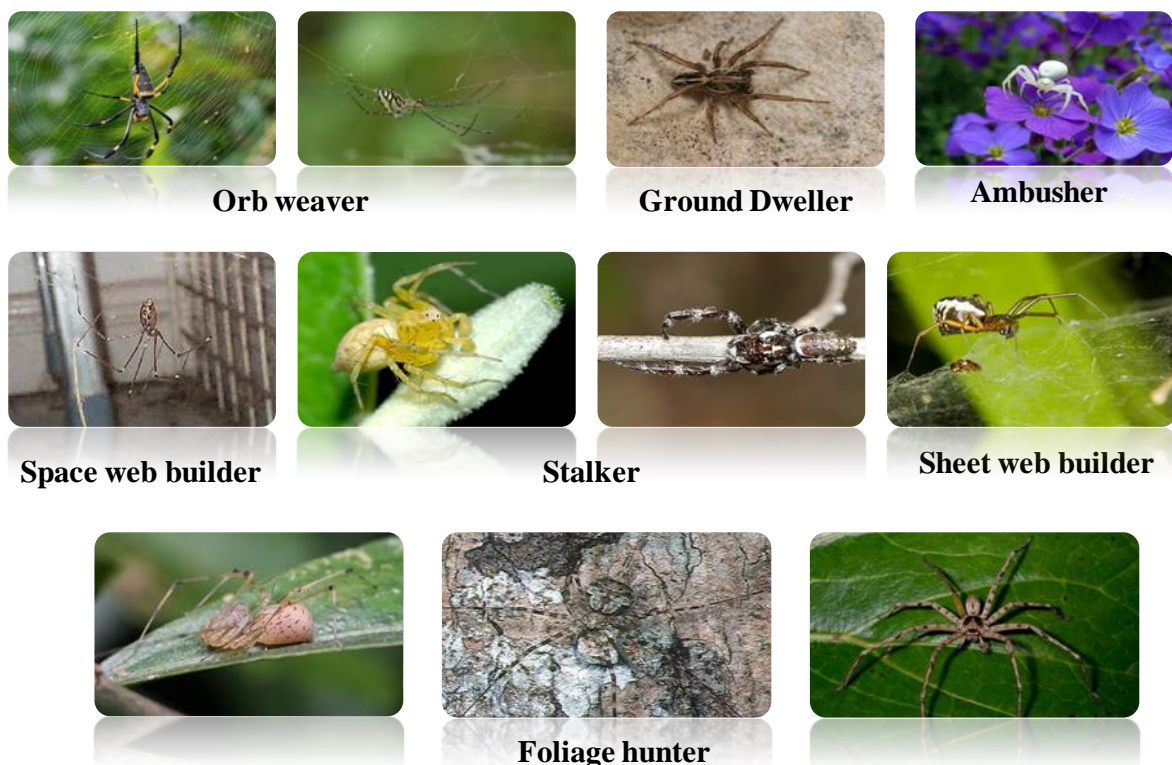 Orb weaver
Ground Dweller
Ambusher
Space web builder
Stalker
Sheet web builder
Foliage hunter